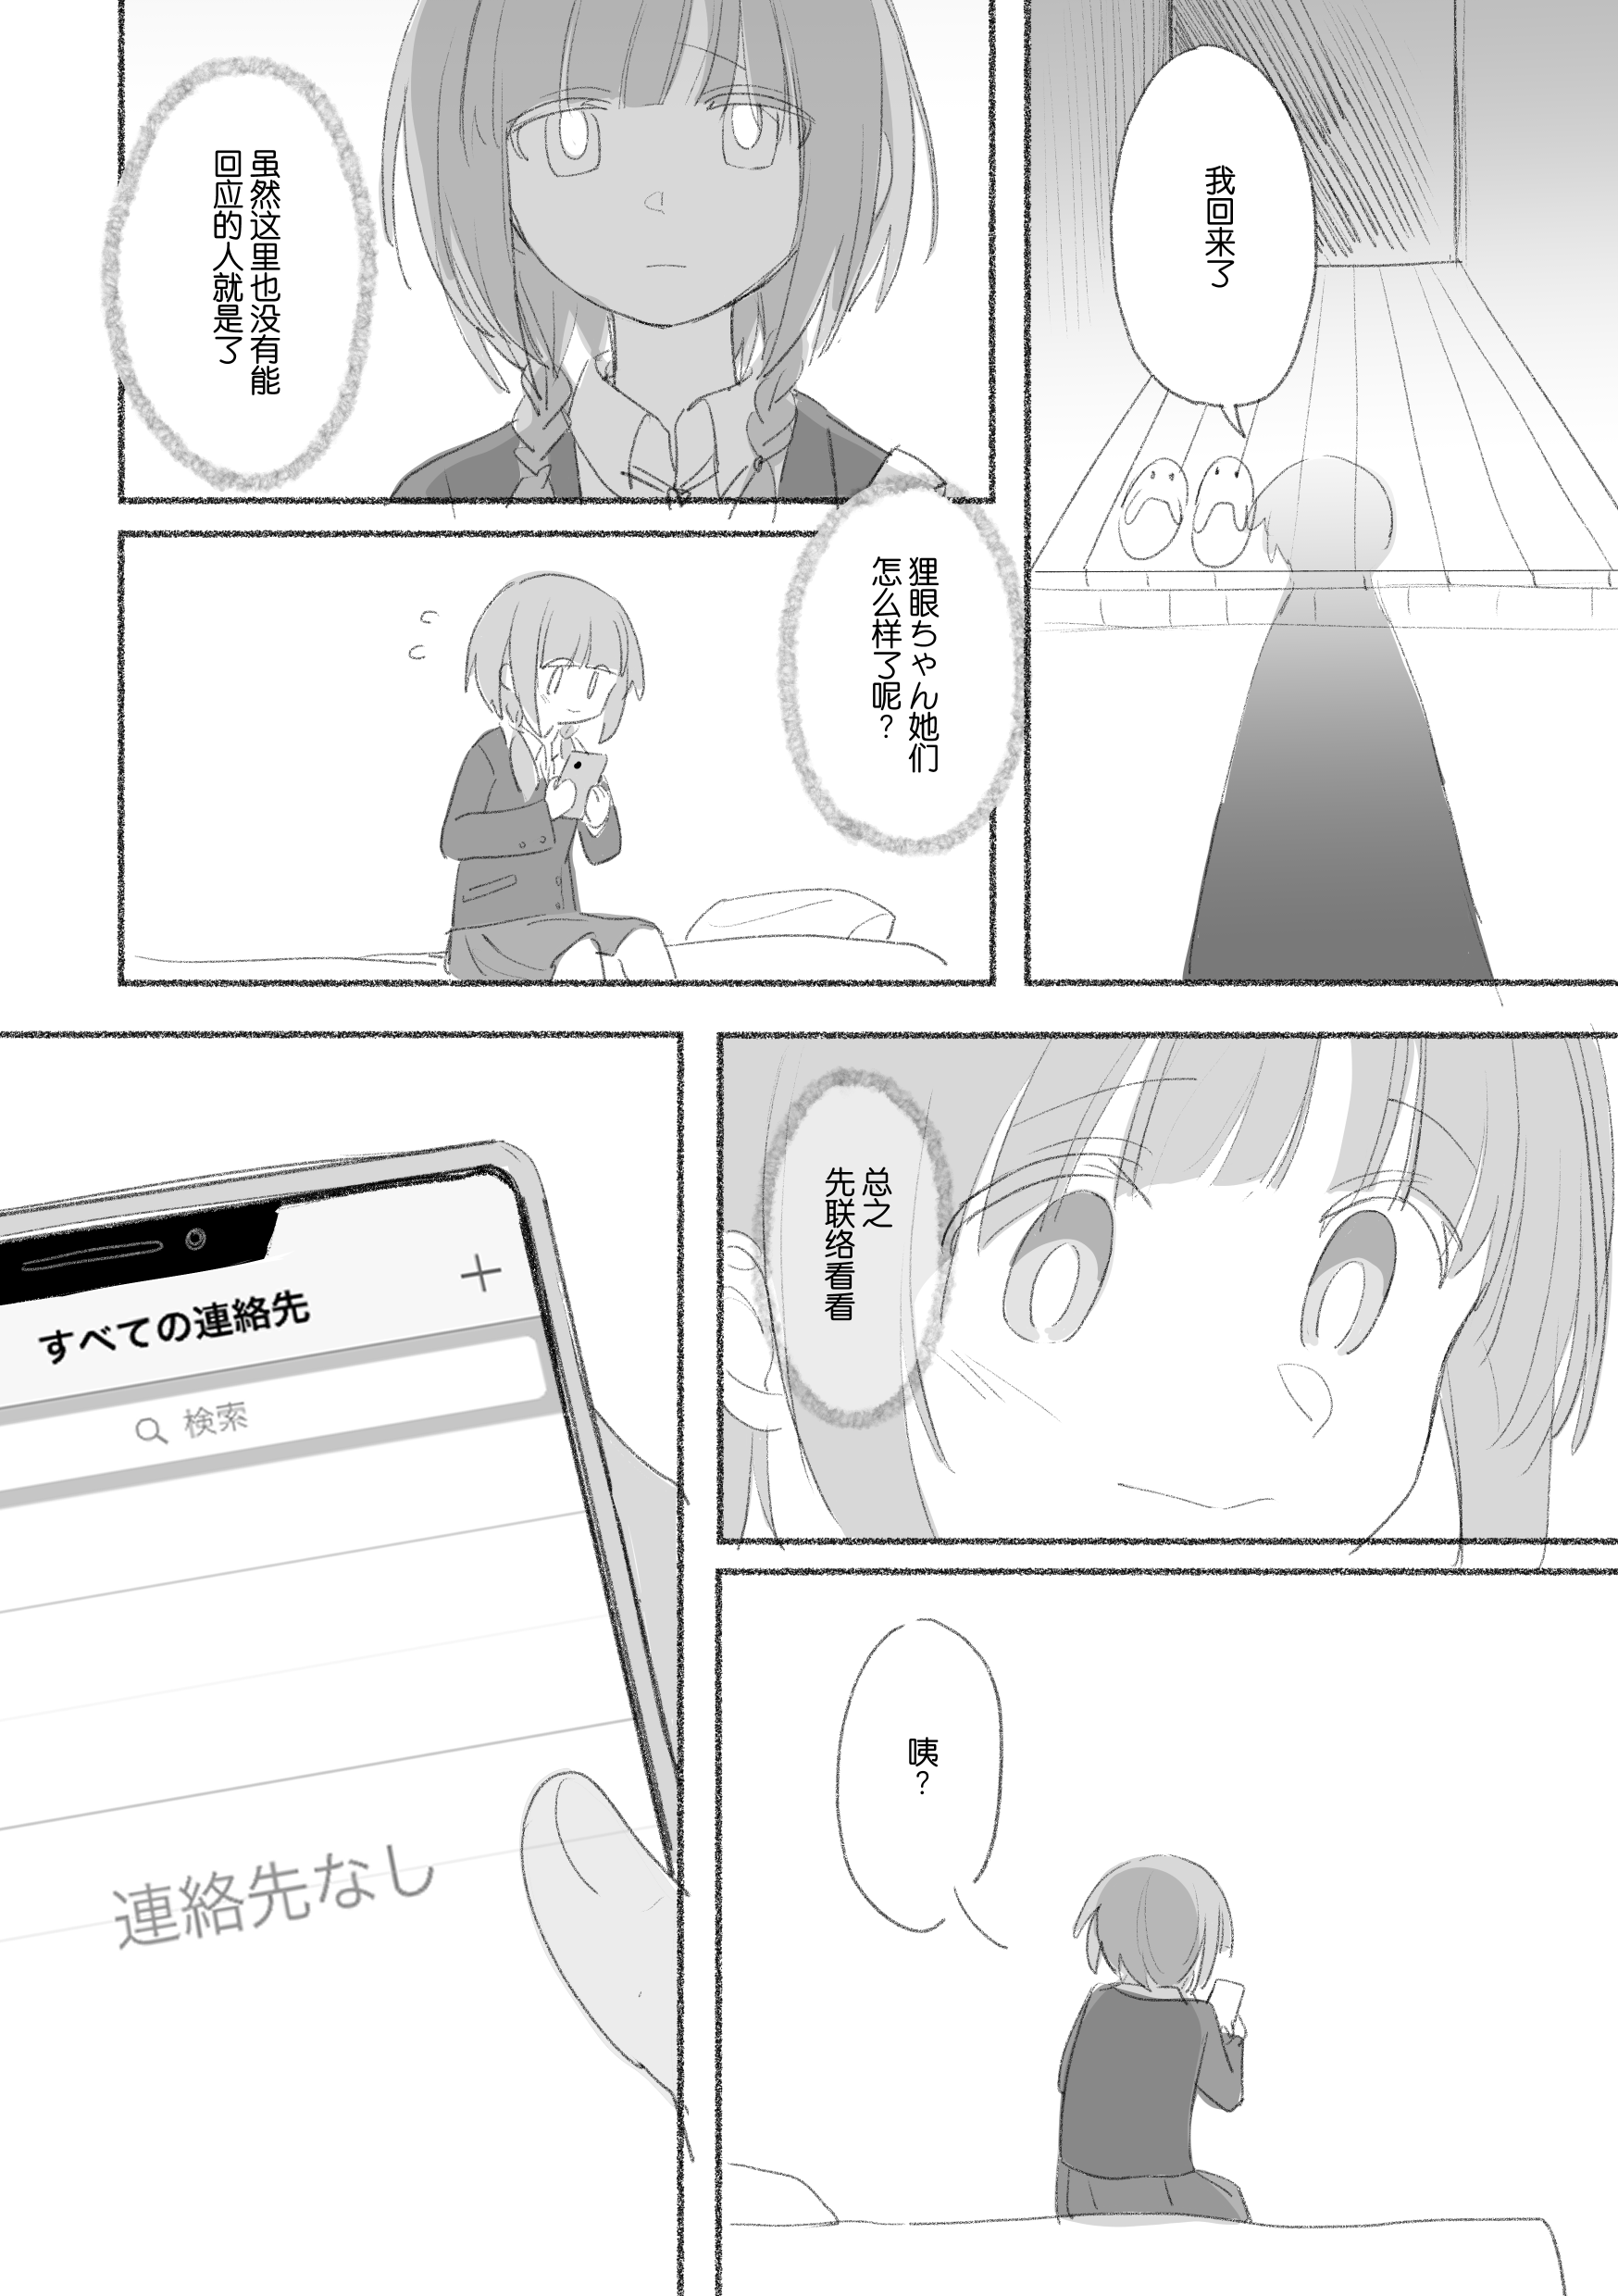 我回来了
虽然这里也没有能
回应的人就是了
狸眼ちゃん她们
怎么样了呢？
总之
先联络看看
咦？
すべての連絡先
検索
連絡先なし